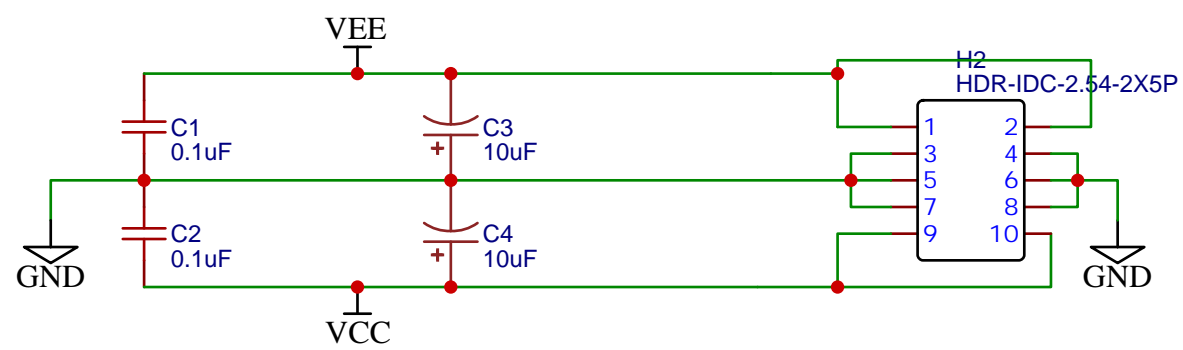 VEE
H2
HDR-IDC-2.54-2X5P
C1
0.1uF
C3
10uF
+
1 2
3 4
5 6
7 8
9 10
C2
0.1uF
C4
10uF
+
GND
GND
VCC